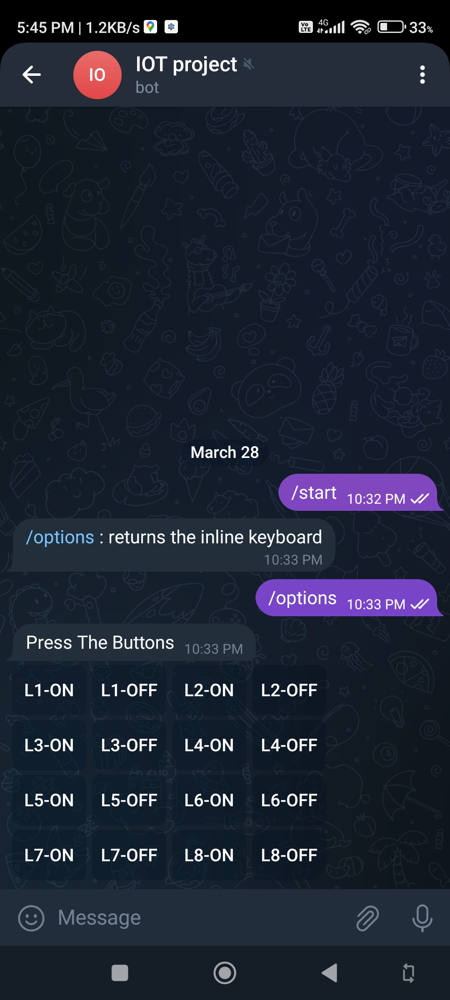 5:45 PM | 1.2KB/s
Vo LTE 4G 33%
IO
IOT project
bot
March 28
/start 10:32 PM
/options : returns the inline keyboard
10:33 PM
/options 10:33 PM
Press The Buttons 10:33 PM
L1-ON L1-OFF L2-ON L2-OFF
L3-ON L3-OFF L4-ON L4-OFF
L5-ON L5-OFF L6-ON L6-OFF
L7-ON L7-OFF L8-ON L8-OFF
Message